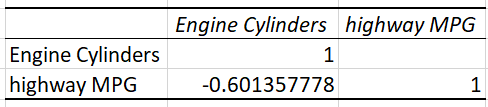 Engine Cylinders highway MPG
Engine Cylinders 1
highway MPG -0.601357778 1